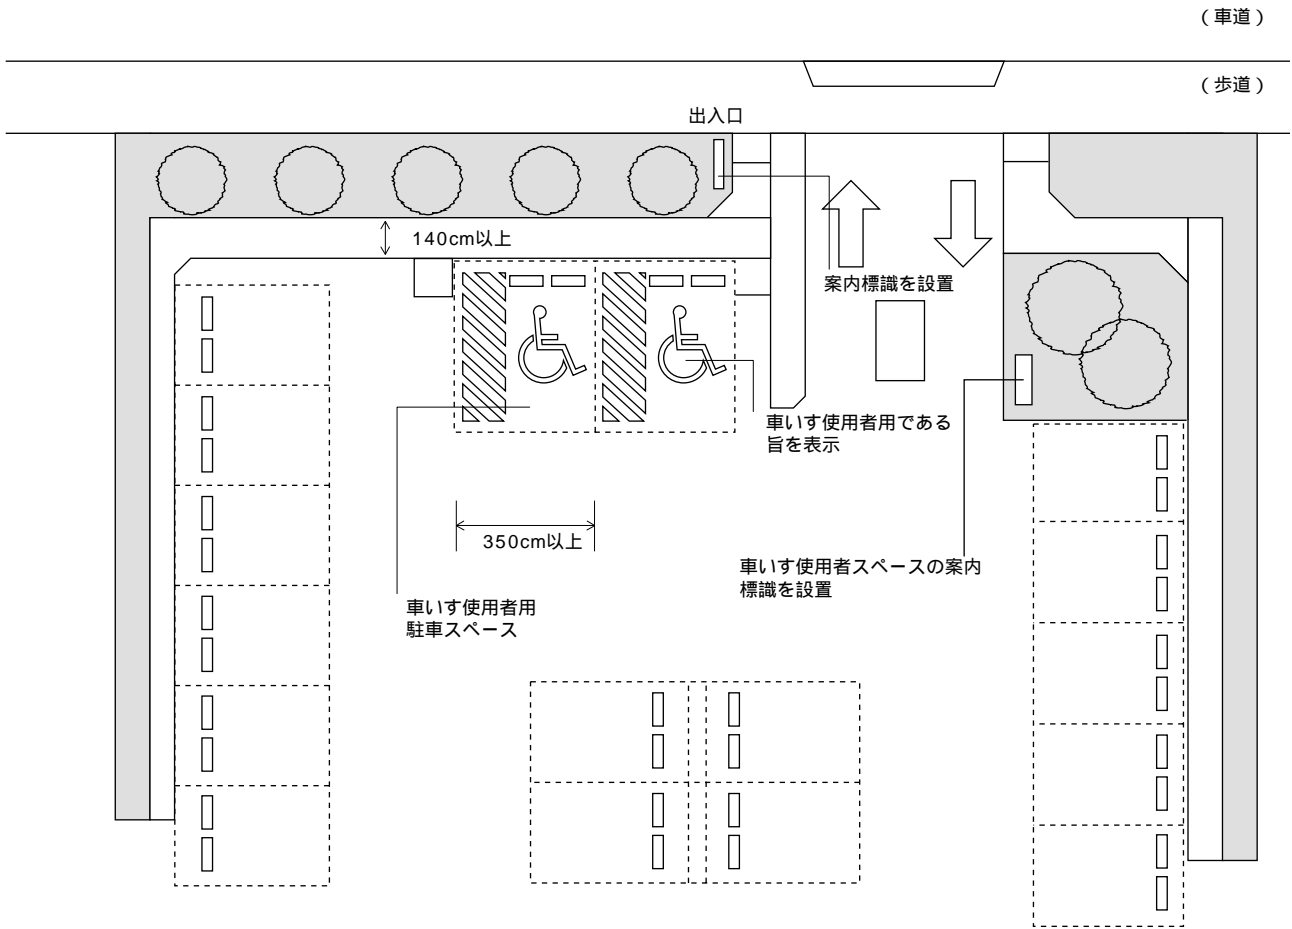 （車道）
（歩道）
出入口
140cm以上
案内標識を設置
車いす使用者用である
旨を表示
350cm以上
車いす使用者スペースの案内
標識を設置
車いす使用者用
駐車スペース